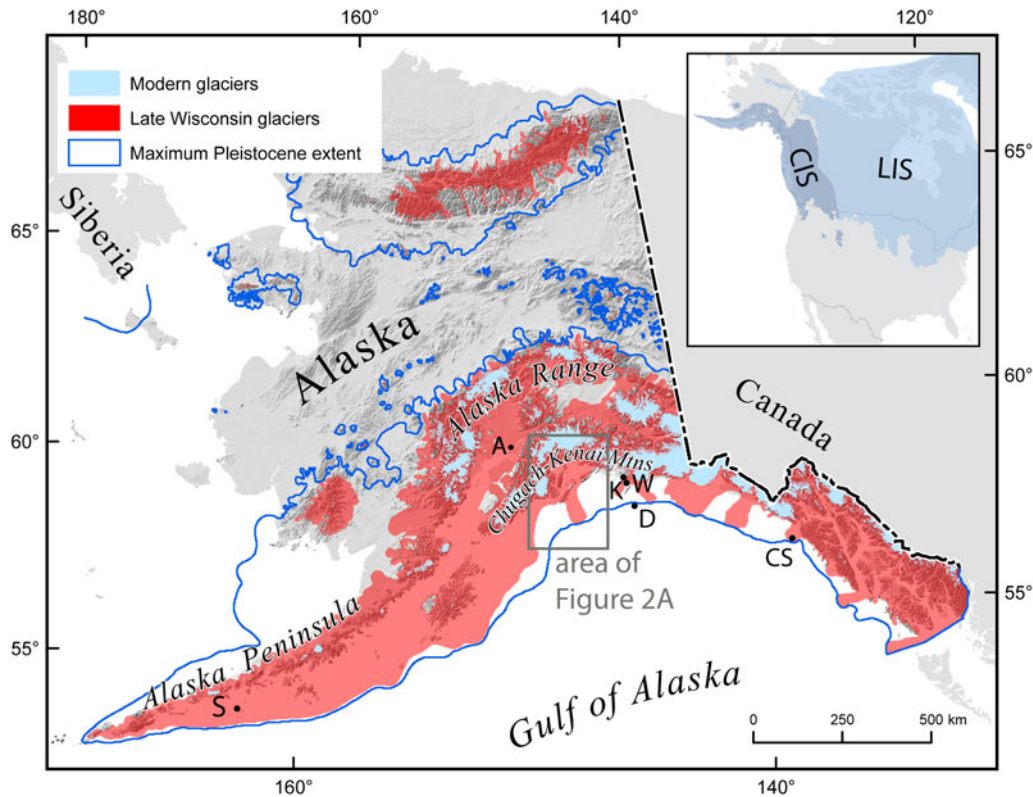 180°
160°
140°
120°
Modern glaciers
Late Wisconsin glaciers
Maximum Pleistocene extent
CIS
LIS
65°
65°
Siberia
Alaska
60°
Alaska Range
Canada
60°
A
Chugach-Kenai Mtns
K
W
D
CS
area of
Figure 2A
55°
55°
Alaska Peninsula
S
Gulf of Alaska
0
250
500 km
160°
140°